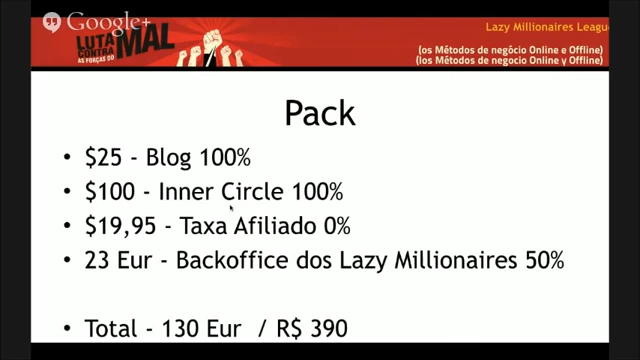 Google+
Lazy Millionaires Leagu
LUTA MAL
CONTRA
AS FORÇAS DO
(os Métodos de negócio Online e Offline)
(los Métodos de negocio Online y Offline)
Pack
• $25 - Blog 100%
• $100 - Inner Circle 100%
• $19,95 - Taxa Afiliado 0%
• 23 Eur - Backoffice dos Lazy Millionaires 50%
• Total - 130 Eur / R$ 390